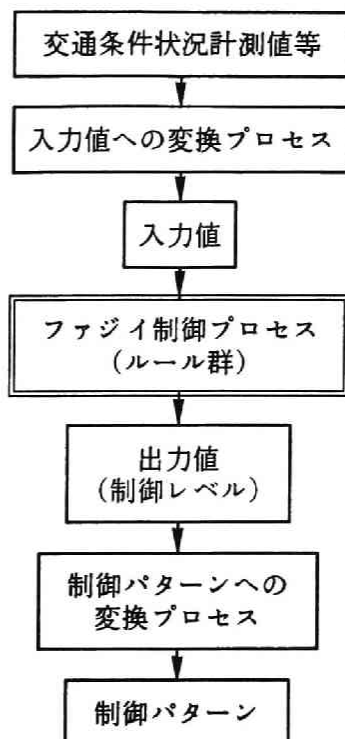 交通条件状況計測値等
入力値への変換プロセス
入力値
ファジイ制御プロセス
(ルール群)
出力値
(制御レベル)
制御パターンへの
変換プロセス
制御パターン